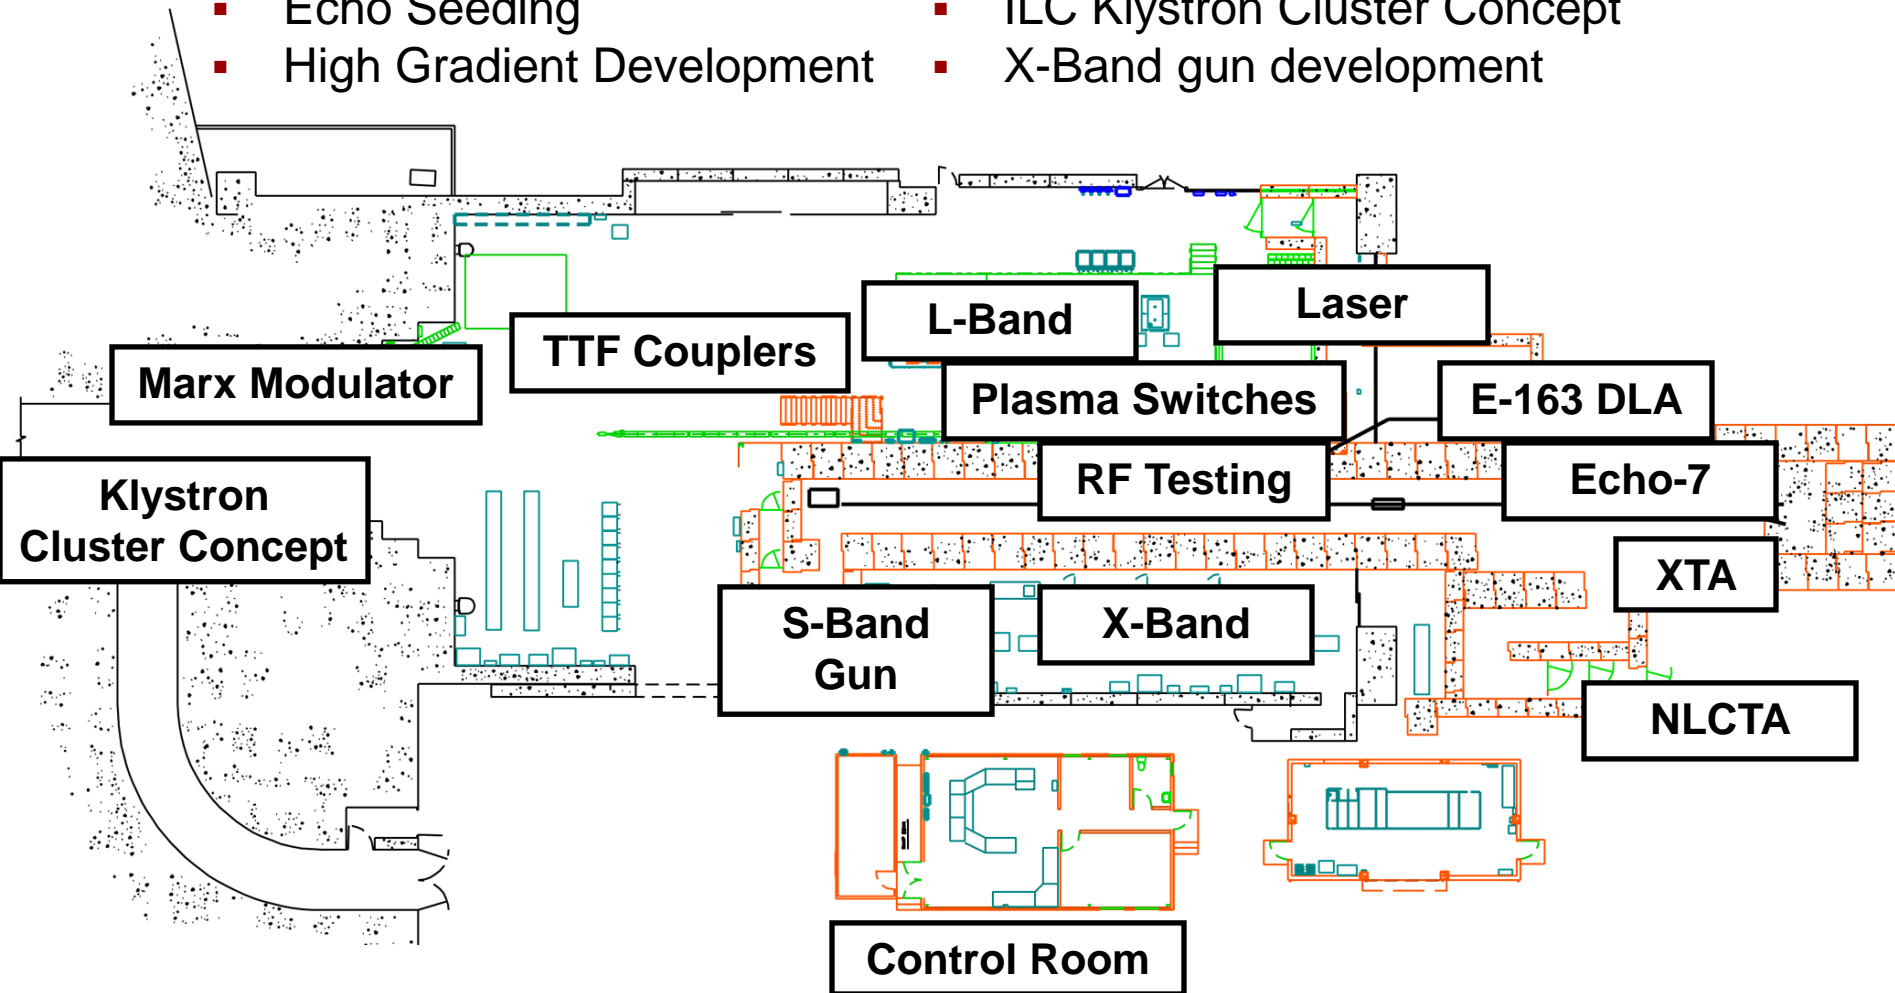 Echo Seeding
ILC Klystron Cluster Concept
High Gradient Development
X-Band gun development
Laser
L-Band
TTF Couplers
Marx Modulator
Plasma Switches
E-163 DLA
RF Testing
Echo-7
Klystron
Cluster Concept
XTA
S-Band
Gun
X-Band
NLCTA
Control Room